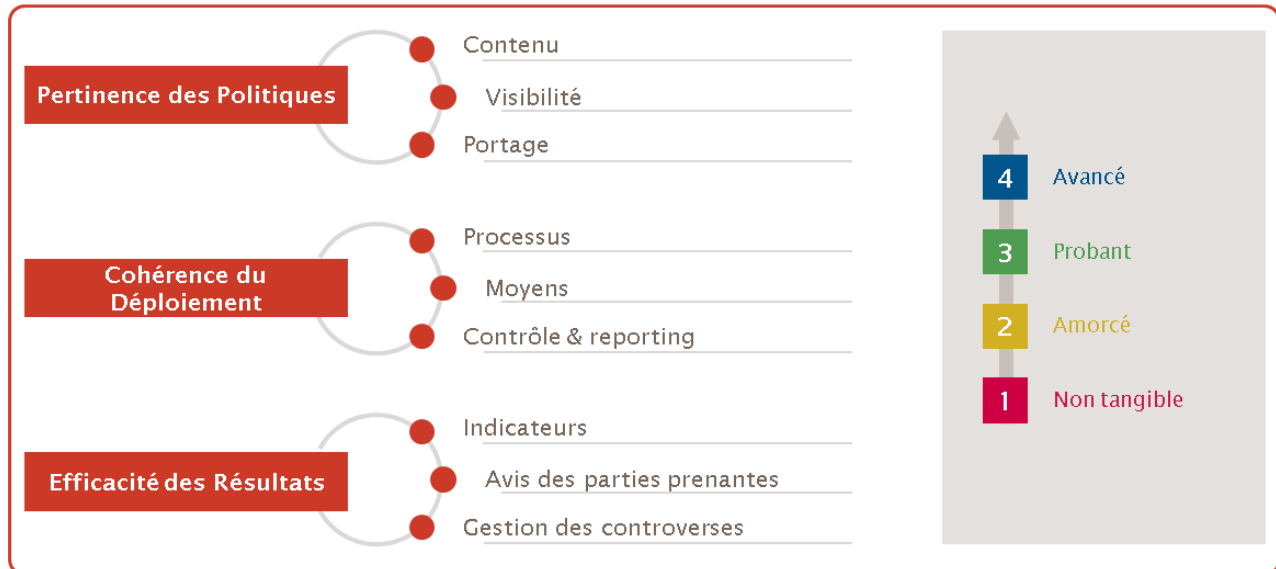 Pertinence des Politiques
Contenu
Visibilité
Portage
Cohérence du
Déploiement
Processus
Moyens
Contrôle & reporting
Efficacité des Résultats
Indicateurs
Avis des parties prenantes
Gestion des controverses
4 Avancé
3 Probant
2 Amorcé
1 Non tangible